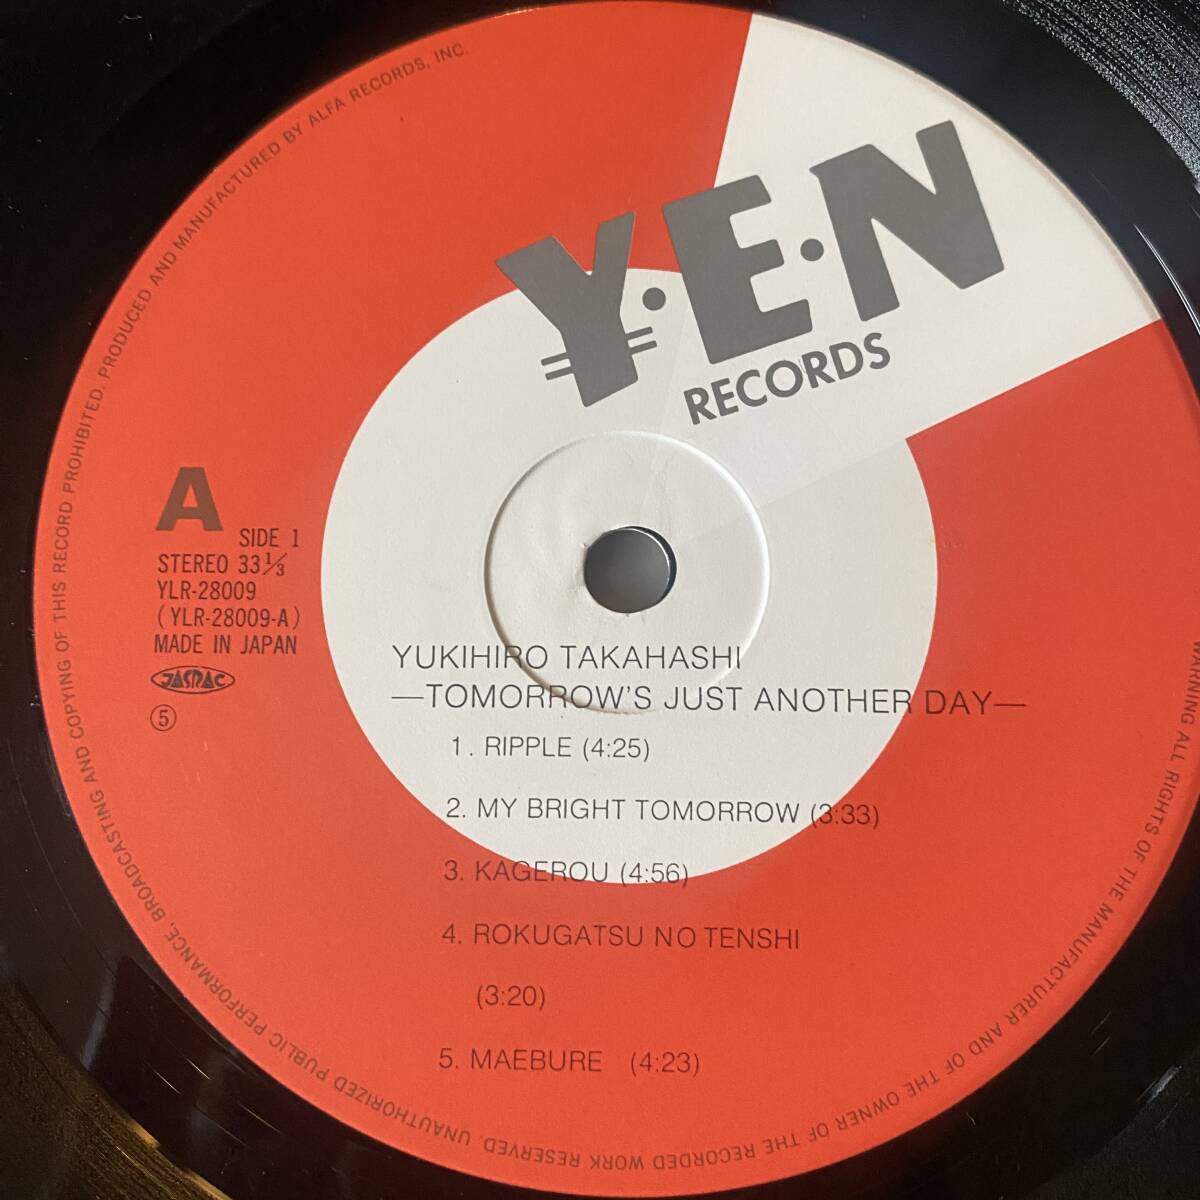 Y·E·N
RECORDS
A
SIDE 1
STEREO 33⅓
YLR-28009
(YLR-28009-A)
MADE IN JAPAN
JASRAC
⑤
YUKIHIRO TAKAHASHI
—TOMORROW'S JUST ANOTHER DAY—
1. RIPPLE (4:25)
2. MY BRIGHT TOMORROW (3:33)
3. KAGEROU (4:56)
4. ROKUGATSU NO TENSHI
(3:20)
5. MAEBURE (4:23)
WARNING ALL RIGHTS OF THE MANUFACTURER AND OF THE OWNER OF THE RECORDED WORK RESERVED. UNAUTHORIZED PUBLIC PERFORMANCE, BROADCASTING AND COPYING OF THIS RECORD PROHIBITED. PRODUCED AND MANUFACTURED BY ALFA RECORDS, INC.